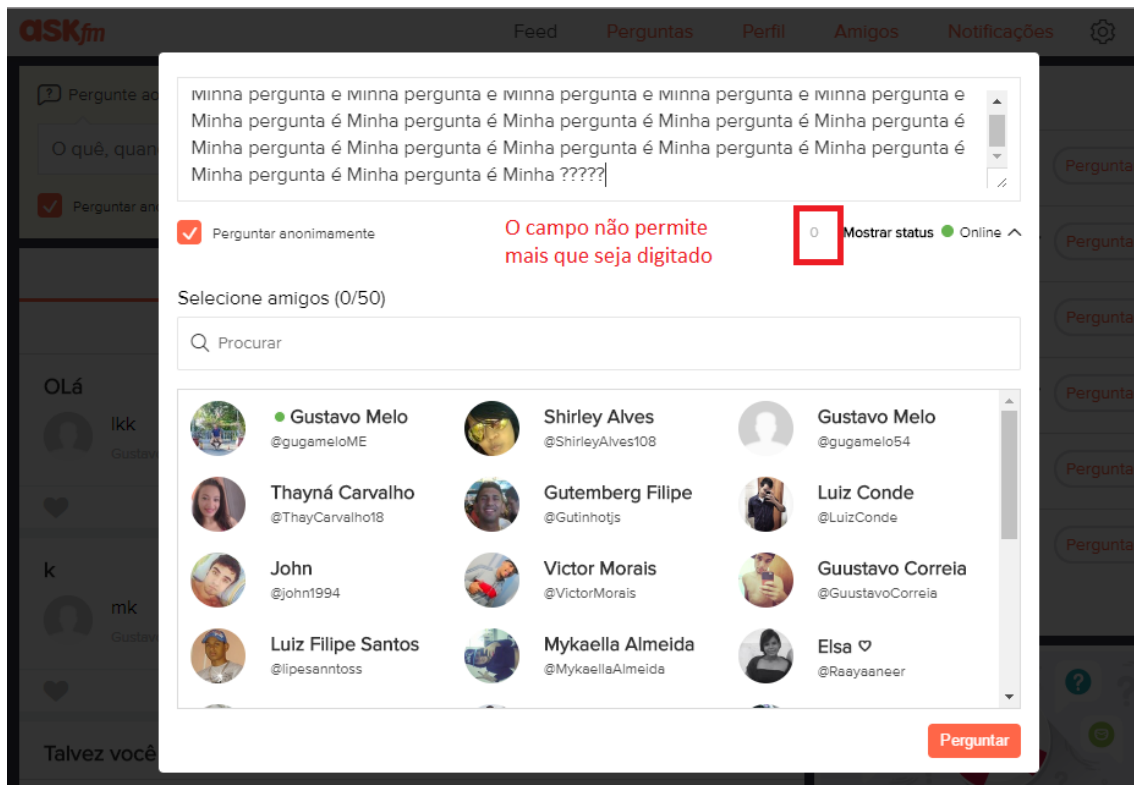 ASKfm
Feed Perguntas Perfil Amigos Notificações
Pergunte ao
O quê, quan
Perguntar ano
Minha pergunta é Minha pergunta é Minha pergunta é Minha pergunta é Minha pergunta é
Minha pergunta é Minha pergunta é Minha pergunta é Minha pergunta é Minha pergunta é
Minha pergunta é Minha pergunta é Minha pergunta é Minha pergunta é Minha pergunta é
Minha pergunta é Minha pergunta é Minha ?????
Perguntar anonimamente
O campo não permite
mais que seja digitado
0 Mostrar status Online
Selecione amigos (0/50)
Procurar
Gustavo Melo
@gugameloME
Shirley Alves
@ShirleyAlves108
Gustavo Melo
@gugamelo54
Thayná Carvalho
@ThayCarvalho18
Gutemberg Filipe
@Gutinhotjs
Luiz Conde
@LuizConde
John
@john1994
Victor Morais
@VictorMorais
Guustavo Correia
@GuustavoCorreia
Luiz Filipe Santos
@lipesanntoss
Mykaella Almeida
@MykaellaAlmeida
Elsa ♡
@Raayaaneer
Perguntar
OLá
lkk
Gustav
k
mk
Gustav
Talvez você
Pergunta
Pergunta
Pergunta
Pergunta
Pergunta
Pergunta